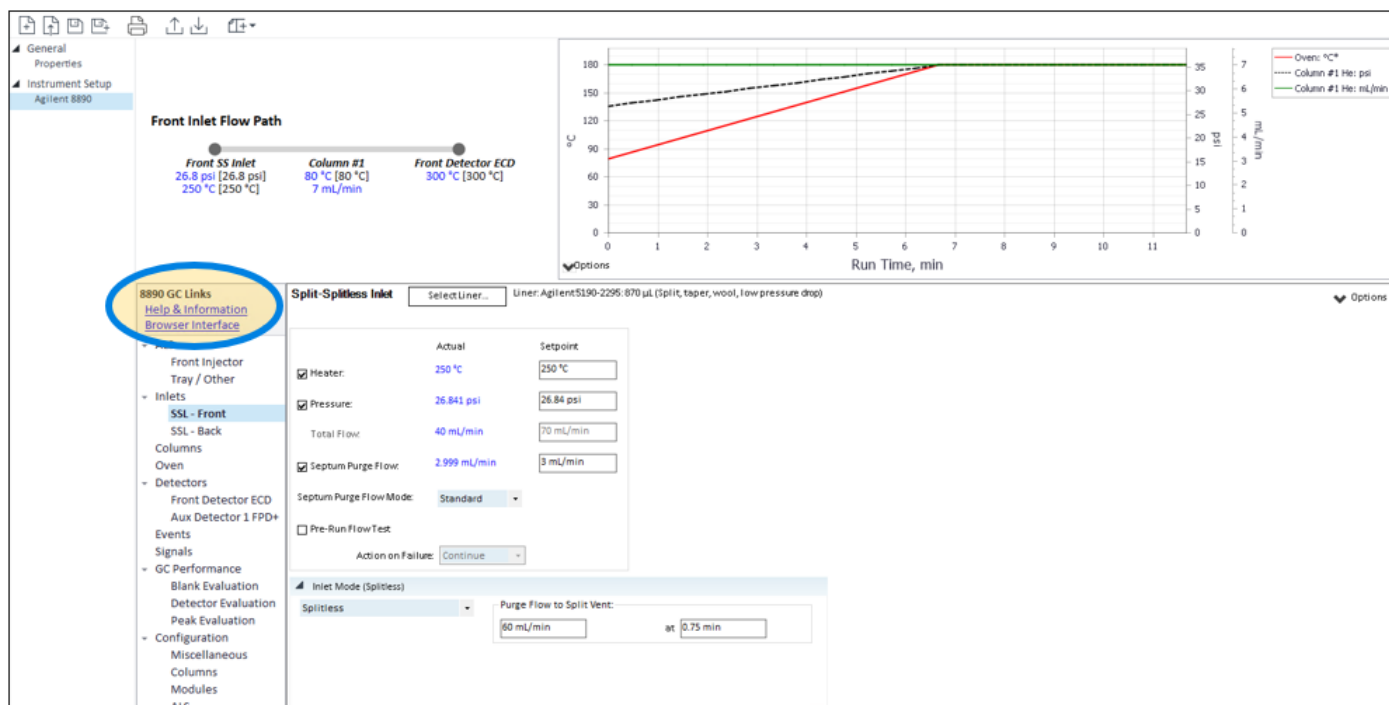 General
Properties
Instrument Setup
Agilent 8890
Front Inlet Flow Path
Front SS Inlet Column #1 Front Detector ECD
26.8 psi [26.8 psi] 80 °C [80 °C] 300 °C [300 °C]
250 °C [250 °C] 7 mL/min
180
150
120
90
60
30
0
°C
0 1 2 3 4 5 6 7 8 9 10 11
Run Time, min
35
30
25
20
15
10
5
0
psi
7
6
5
4
3
2
1
0
mL/min
Oven: °C*
Column #1 He: psi
Column #1 He: mL/min
Options
8890 GC Links
Help & Information
Browser Interface
Front Injector
Tray / Other
Inlets
SSL - Front
SSL - Back
Columns
Oven
Detectors
Front Detector ECD
Aux Detector 1 FPD+
Events
Signals
GC Performance
Blank Evaluation
Detector Evaluation
Peak Evaluation
Configuration
Miscellaneous
Columns
Modules
Split-Splitless Inlet SelectLiner... Liner: Agilent 5190-2295: 870 µL (Split, taper, wool, low pressure drop)
Options
Actual Setpoint
Heater: 250 °C 250 °C
Pressure: 26.841 psi 26.84 psi
Total Flow: 40 mL/min 70 mL/min
Septum Purge Flow: 2.999 mL/min 3 mL/min
Septum Purge Flow Mode: Standard
Pre-Run Flow Test
Action on Failure: Continue
Inlet Mode (Splitless)
Splitless Purge Flow to Split Vent:
60 mL/min at 0.75 min